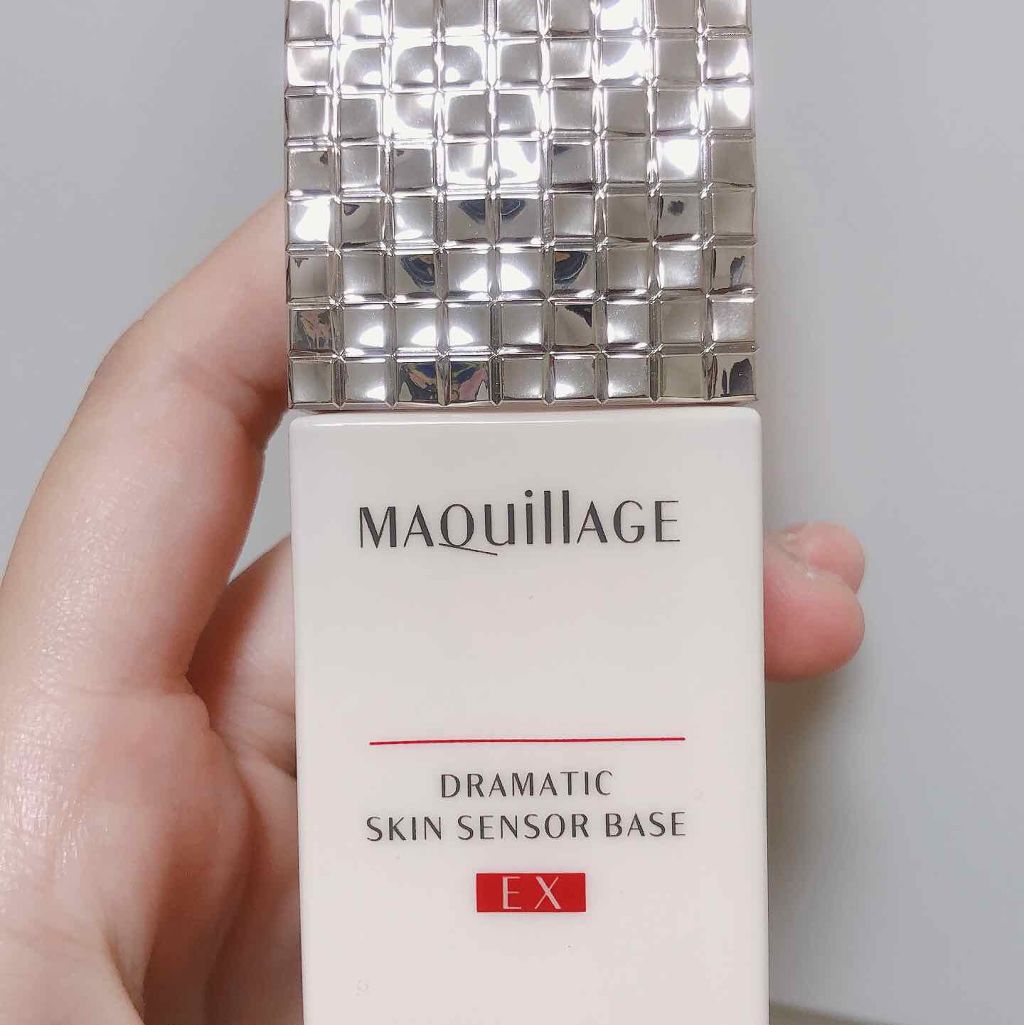 MAQuillAGE
DRAMATIC
SKIN SENSOR BASE
EX